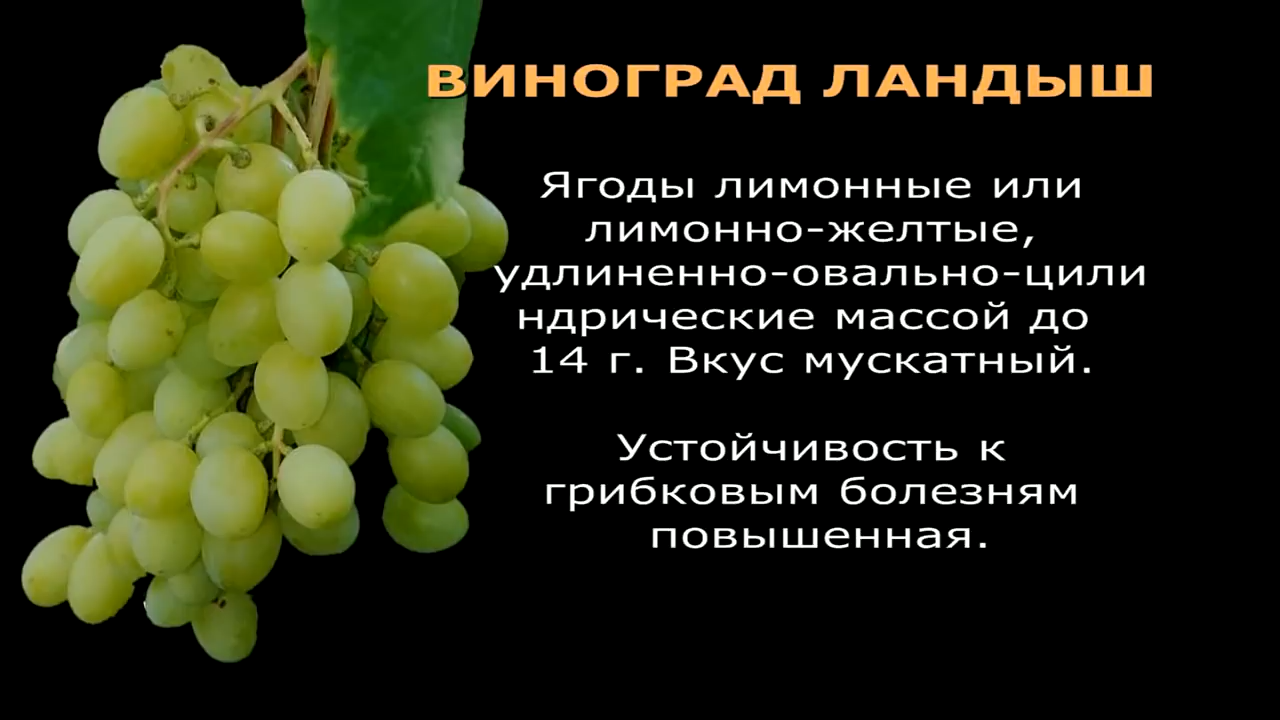 ВИНОГРАД ЛАНДЫШ
Ягоды лимонные или
лимонно-желтые,
удлиненно-овально-цили
ндрические массой до
14 г. Вкус мускатный.
Устойчивость к
грибковым болезням
повышенная.